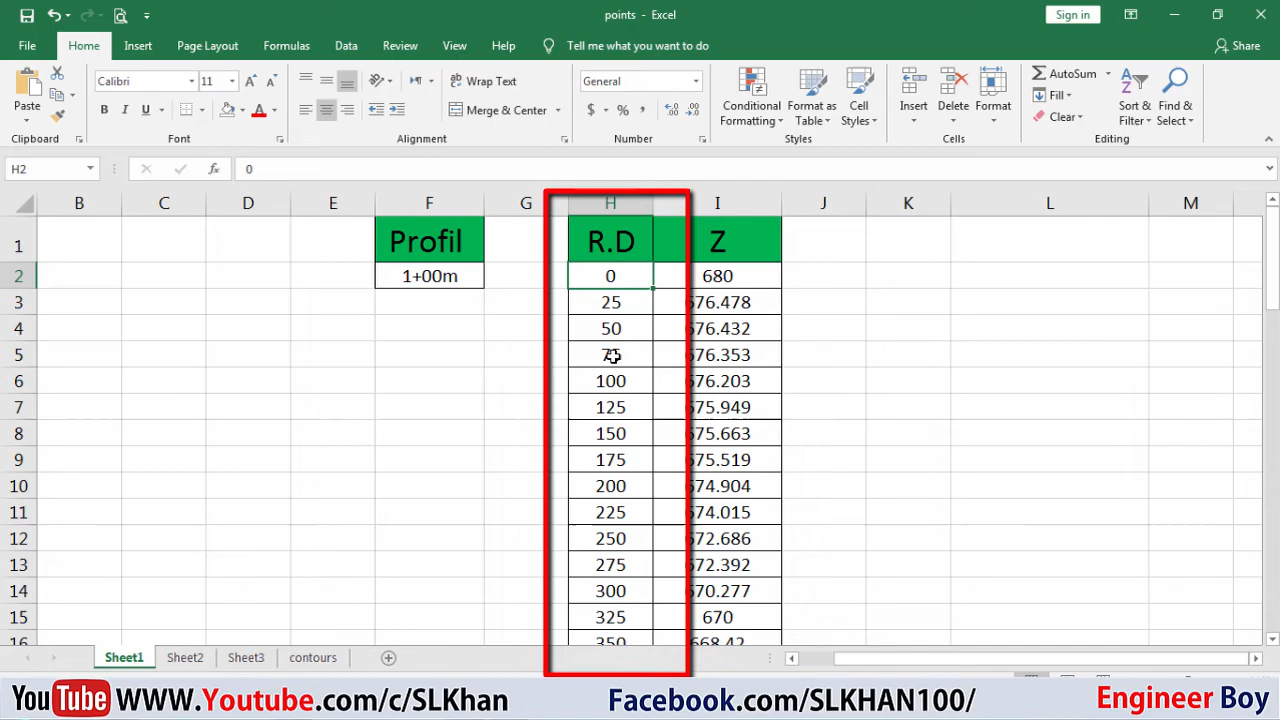 points - Excel
Sign in
File Home Insert Page Layout Formulas Data Review View Help Tell me what you want to do Share
Paste
Clipboard
Calibri 11
B I U
Font
Wrap Text
Merge & Center
Alignment
General
$ % ,
Number
Conditional Formatting
Format as Table
Cell Styles
Styles
Insert Delete Format
Cells
AutoSum
Fill
Clear
Sort & Filter
Find & Select
Editing
H2 fx 0
B C D E F G H I J K L M
1 Profil R.D Z
2 1+00m 0 680
3 25 676.478
4 50 676.432
5 75 676.353
6 100 676.203
7 125 675.949
8 150 675.663
9 175 675.519
10 200 674.904
11 225 674.015
12 250 672.686
13 275 672.392
14 300 670.277
15 325 670
16 350 668.42
Sheet1 Sheet2 Sheet3 contours
YouTube WWW.Youtube.com/c/SLKhan Facebook.com/SLKHAN100/ Engineer Boy